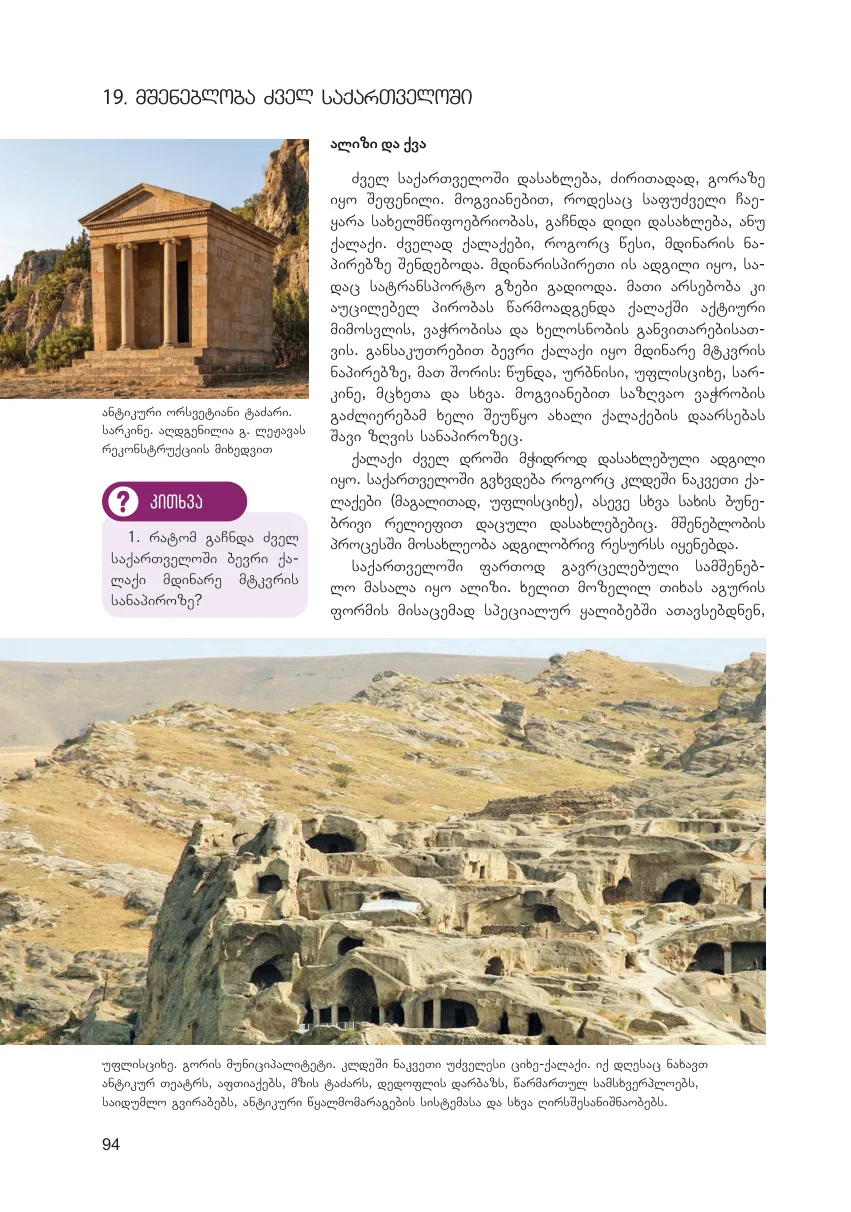 19. მშენებლობა ძველ საქართველოში
ალიზი და ქვა
ძველ საქართველოში დასახლება, ძირითადად, გორაზე
იყო შეფენილი. მოგვიანებით, როდესაც საფუძველი ჩაე-
ყარა სახელმწიფოებრიობას, გაჩნდა დიდი დასახლება, ანუ
ქალაქი. ძველად ქალაქები, როგორც წესი, მდინარის ნა-
პირებზე შენდებოდა. მდინარისპირეთი ის ადგილი იყო, სა-
დაც სატრანსპორტო გზები გადიოდა. მათი არსებობა კი
აუცილებელ პირობას წარმოადგენდა ქალაქში აქტიური
მიმოსვლის, ვაჭრობისა და ხელოსნობის განვითარებისათ-
ვის. განსაკუთრებით ბევრი ქალაქი იყო მდინარე მტკვრის
ნაპირებზე, მათ შორის: წუნდა, ურბნისი, უფლისციხე, სარ-
კინე, მცხეთა და სხვა. მოგვიანებით საზღვაო ვაჭრობის
გაძლიერებამ ხელი შეუწყო ახალი ქალაქების დაარსებას
შავი ზღვის სანაპიროზეც.
ქალაქი ძველ დროში მჭიდროდ დასახლებული ადგილი
იყო. საქართველოში გვხვდება როგორც კლდეში ნაკვეთი ქა-
ლაქები (მაგალითად, უფლისციხე), ასევე სხვა სახის ბუნე-
ბრივი რელიეფით დაცული დასახლებებიც. მშენებლობის
პროცესში მოსახლეობა ადგილობრივ რესურსს იყენებდა.
საქართველოში ფართოდ გავრცელებული სამშენებ-
ლო მასალა იყო ალიზი. ხელით მოზელილ თიხას აგურის
ფორმის მისაცემად სპეციალურ ყალიბებში ათავსებდნენ,
ანტიკური ორსვეტიანი ტაძარი.
სარკინე. აღდგენილია გ. ლეჟავას
რეკონსტრუქციის მიხედვით
? კითხვა
1. რატომ გაჩნდა ძველ
საქართველოში ბევრი ქა-
ლაქი მდინარე მტკვრის
სანაპიროზე?
უფლისციხე. გორის მუნიციპალიტეტი. კლდეში ნაკვეთი უძველესი ციხე-ქალაქი. იქ დღესაც ნახავთ
ანტიკურ თეატრს, აფთიაქებს, მზის ტაძარს, დედოფლის დარბაზს, წარმართულ სამსხვერპლოებს,
საიდუმლო გვირაბებს, ანტიკური წყალმომარაგების სისტემასა და სხვა ღირსშესანიშნაობებს.
94